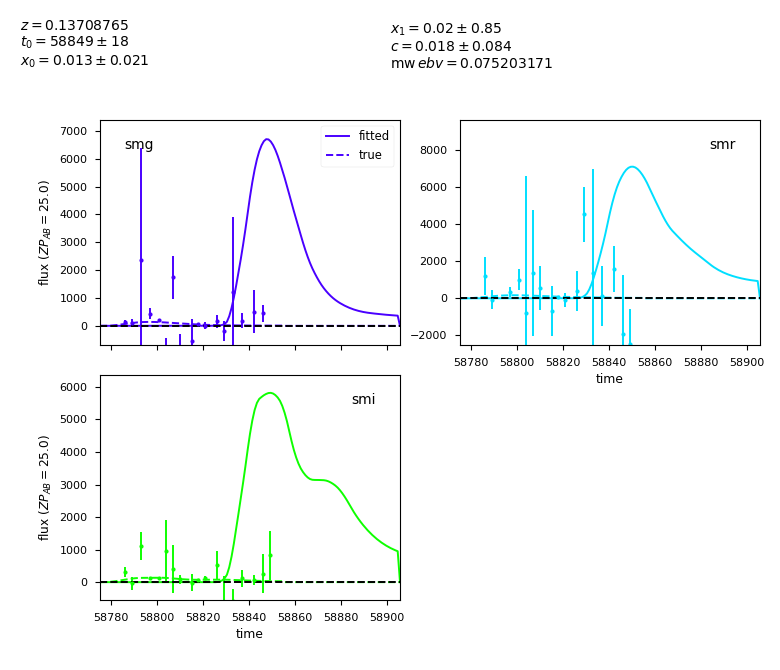 z = 0.13708765
t₀ = 58849 ± 18
x₀ = 0.013 ± 0.021
x₁ = 0.02 ± 0.85
c = 0.018 ± 0.084
mw ebv = 0.075203171
smg
fitted
true
7000
6000
5000
4000
3000
2000
1000
0
flux (ZP_AB = 25.0)
smr
8000
6000
4000
2000
0
−2000
58780 58800 58820 58840 58860 58880 58900
time
smi
6000
5000
4000
3000
2000
1000
0
flux (ZP_AB = 25.0)
58780 58800 58820 58840 58860 58880 58900
time